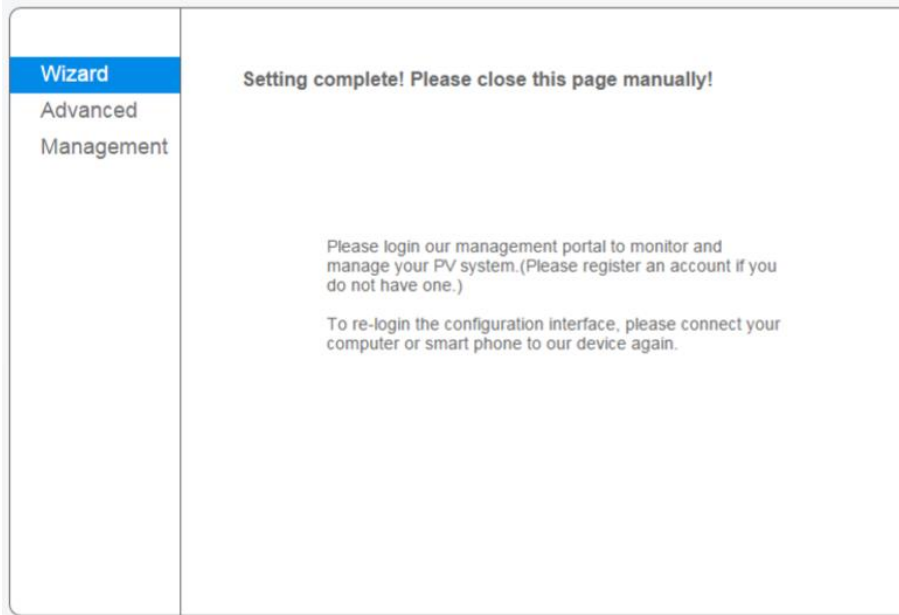 Wizard
Advanced
Management
Setting complete! Please close this page manually!
Please login our management portal to monitor and
manage your PV system.(Please register an account if you
do not have one.)
To re-login the configuration interface, please connect your
computer or smart phone to our device again.